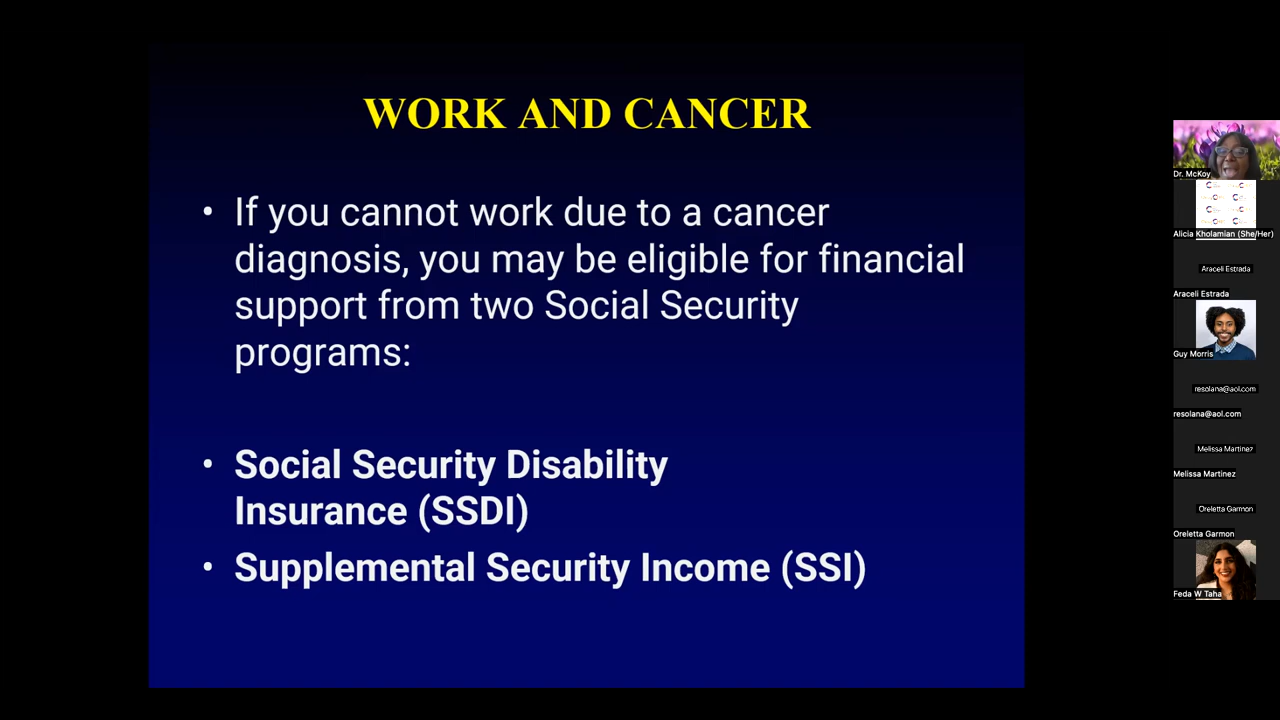 WORK AND CANCER
• If you cannot work due to a cancer
diagnosis, you may be eligible for financial
support from two Social Security
programs:
• Social Security Disability
Insurance (SSDI)
• Supplemental Security Income (SSI)
Dr. McKoy
Alicia Kholamian (She/Her)
Araceli Estrada
Araceli Estrada
Guy Morris
resolana@aol.com
resolana@aol.com
Melissa Martinez
Melissa Martinez
Oreletta Garmon
Oreletta Garmon
Feda W Taha